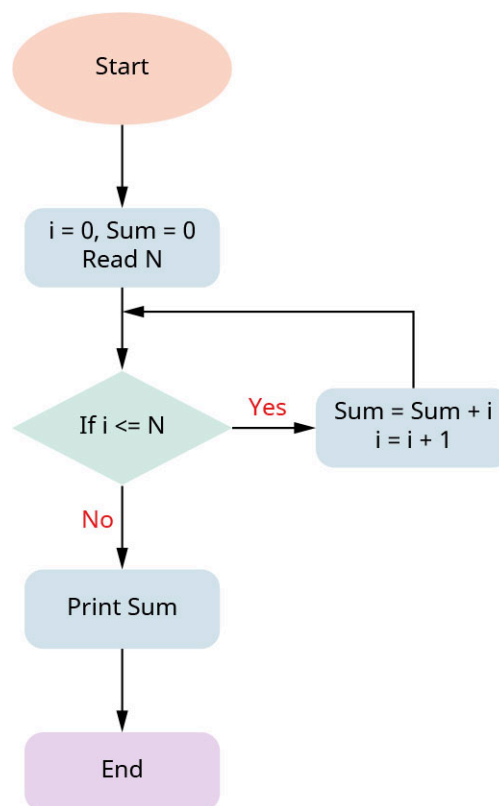 Start
i = 0, Sum = 0
Read N
If i <= N
Yes
Sum = Sum + i
i = i + 1
No
Print Sum
End